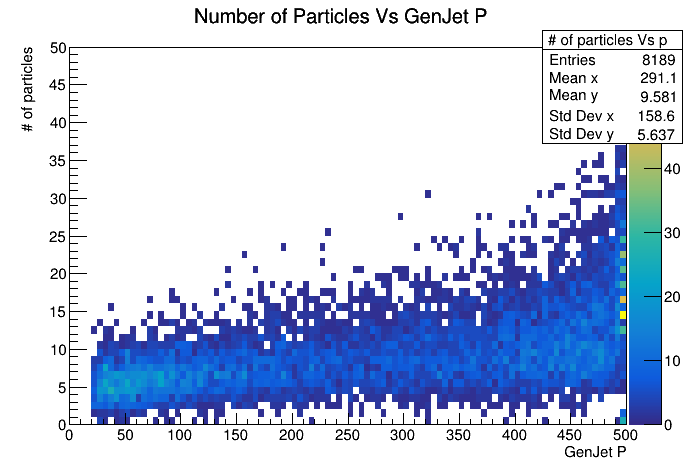 Number of Particles Vs GenJet P
# of particles Vs p
Entries 8189
Mean x 291.1
Mean y 9.581
Std Dev x 158.6
Std Dev y 5.637
# of particles
50
45
40
35
30
25
20
15
10
5
0
40
30
20
10
0
0 50 100 150 200 250 300 350 400 450 500
GenJet P